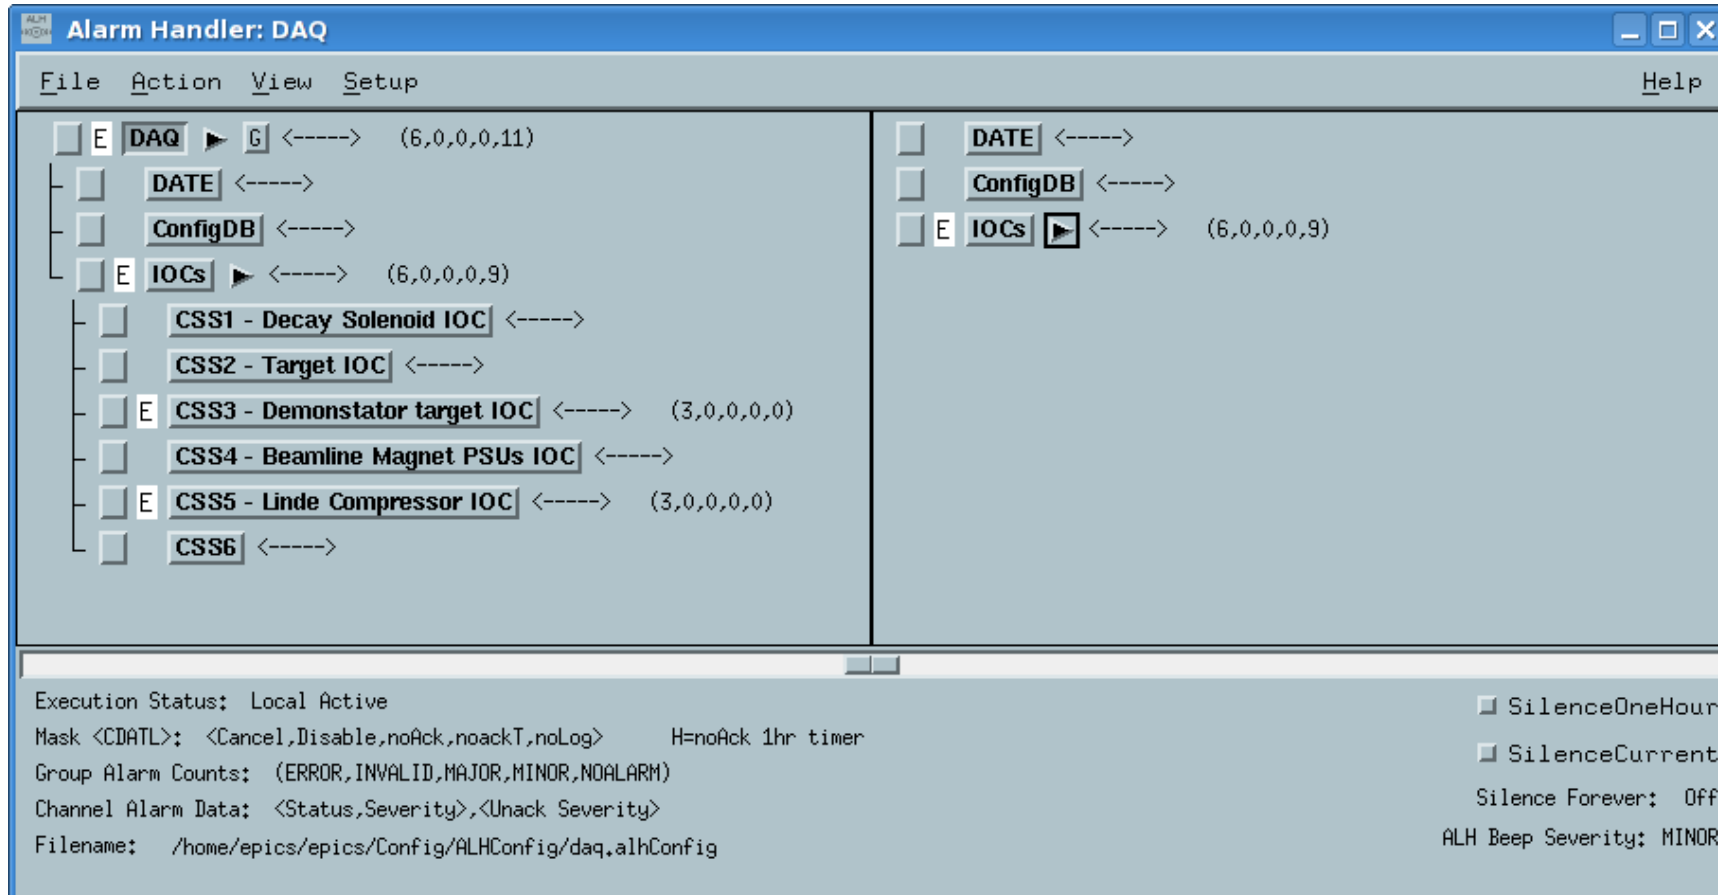 ALH
Alarm Handler: DAQ
File Action View Setup Help
E DAQ G <-----> (6,0,0,0,11)
DATE <----->
ConfigDB <----->
E IOCs <-----> (6,0,0,0,9)
CSS1 - Decay Solenoid IOC <----->
CSS2 - Target IOC <----->
E CSS3 - Demonstator target IOC <-----> (3,0,0,0,0)
CSS4 - Beamline Magnet PSUs IOC <----->
E CSS5 - Linde Compressor IOC <-----> (3,0,0,0,0)
CSS6 <----->
DATE <----->
ConfigDB <----->
E IOCs <-----> (6,0,0,0,9)
Execution Status: Local Active
Mask <CDATL>: <Cancel,Disable,noAck,noackT,noLog> H=noAck 1hr timer
Group Alarm Counts: (ERROR,INVALID,MAJOR,MINOR,NOALARM)
Channel Alarm Data: <Status,Severity>,<Unack Severity>
Filename: /home/epics/epics/Config/ALHConfig/daq.alhConfig
SilenceOneHour
SilenceCurrent
Silence Forever: Off
ALH Beep Severity: MINOR